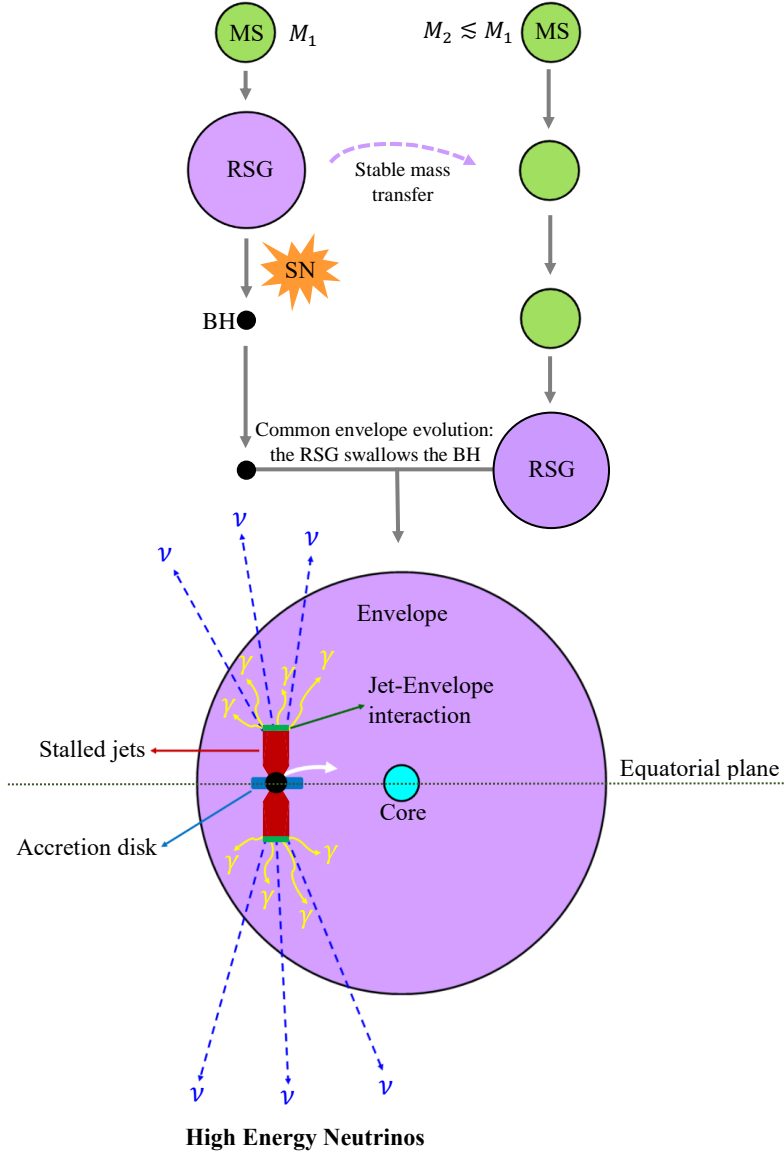 MS
M₁
M₂ ≲ M₁
MS
RSG
Stable mass
transfer
SN
BH
Common envelope evolution:
the RSG swallows the BH
RSG
ν
ν
ν
Envelope
γ
γ
γ
γ
Jet-Envelope
interaction
Stalled jets
Equatorial plane
Core
Accretion disk
γ
γ
γ
γ
ν
ν
ν
High Energy Neutrinos